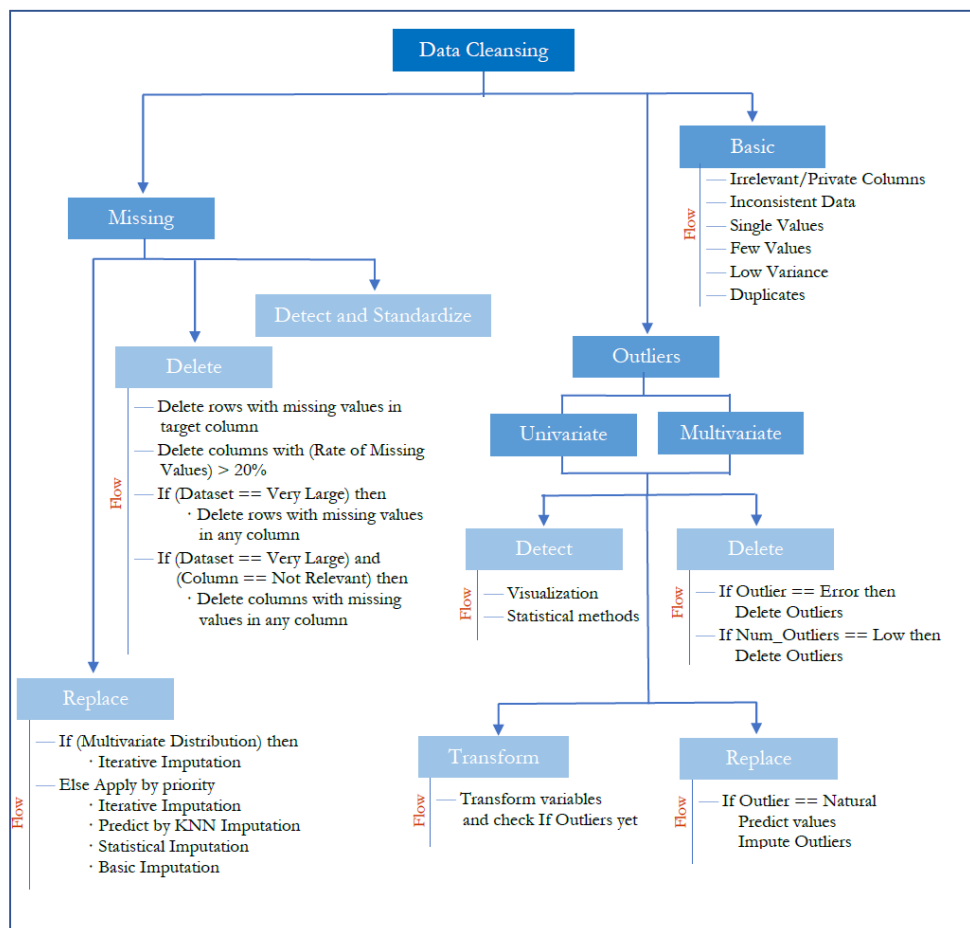 Data Cleansing
Basic
Flow
Irrelevant/Private Columns
Inconsistent Data
Single Values
Few Values
Low Variance
Duplicates
Missing
Detect and Standardize
Delete
Flow
Delete rows with missing values in
target column
Delete columns with (Rate of Missing
Values) > 20%
If (Dataset == Very Large) then
· Delete rows with missing values
in any column
If (Dataset == Very Large) and
(Column == Not Relevant) then
· Delete columns with missing
values in any column
Replace
Flow
If (Multivariate Distribution) then
· Iterative Imputation
Else Apply by priority
· Iterative Imputation
· Predict by KNN Imputation
· Statistical Imputation
· Basic Imputation
Outliers
Univariate
Multivariate
Detect
Flow
Visualization
Statistical methods
Delete
Flow
If Outlier == Error then
Delete Outliers
If Num_Outliers == Low then
Delete Outliers
Transform
Flow
Transform variables
and check If Outliers yet
Replace
Flow
If Outlier == Natural
Predict values
Impute Outliers